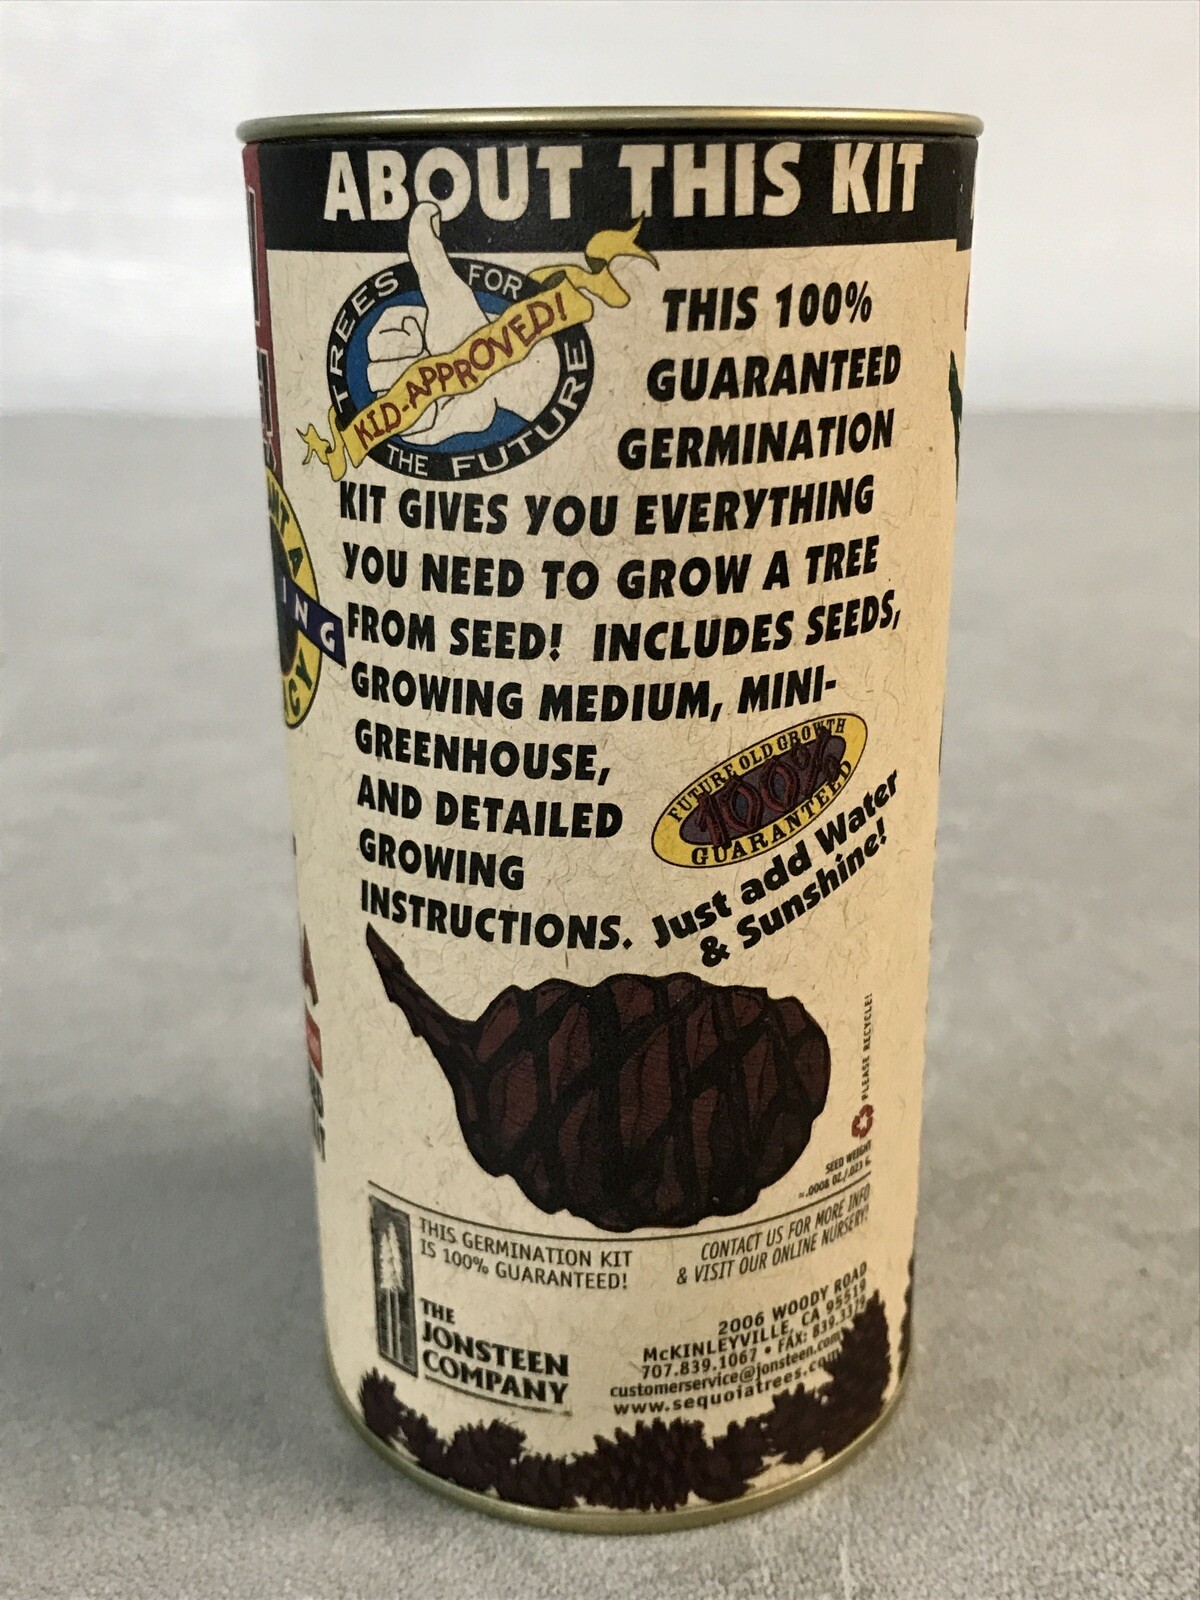 ABOUT THIS KIT
TREES FOR
THE FUTURE
KID-APPROVED!
THIS 100%
GUARANTEED
GERMINATION
KIT GIVES YOU EVERYTHING
YOU NEED TO GROW A TREE
FROM SEED! INCLUDES SEEDS,
GROWING MEDIUM, MINI-
GREENHOUSE,
AND DETAILED
GROWING
INSTRUCTIONS.
FUTURE OLD GROWTH
100%
GUARANTEED
Just add Water
& Sunshine!
PLEASE RECYCLE!
SEED WEIGHT
≈.0008 OZ./.023 G.
THIS GERMINATION KIT
IS 100% GUARANTEED!
THE
JONSTEEN
COMPANY
CONTACT US FOR MORE INFO
& VISIT OUR ONLINE NURSERY!
2006 WOODY ROAD
McKINLEYVILLE, CA 95519
707.839.1067 • FAX: 839.3379
customerservice@jonsteen.com
www.sequoiatrees.com